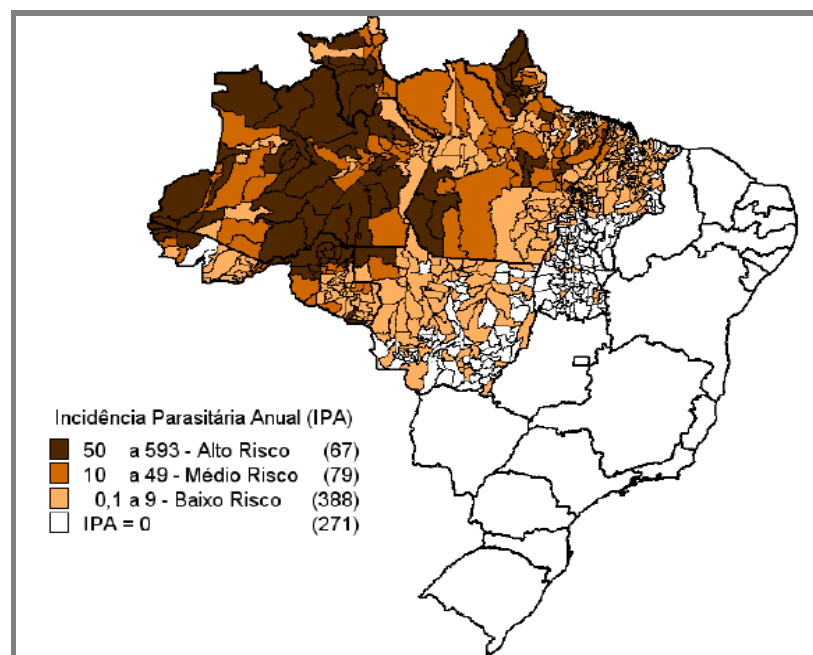 Incidência Parasitária Anual (IPA)
50 a 593 - Alto Risco (67)
10 a 49 - Médio Risco (79)
0,1 a 9 - Baixo Risco (388)
IPA = 0 (271)